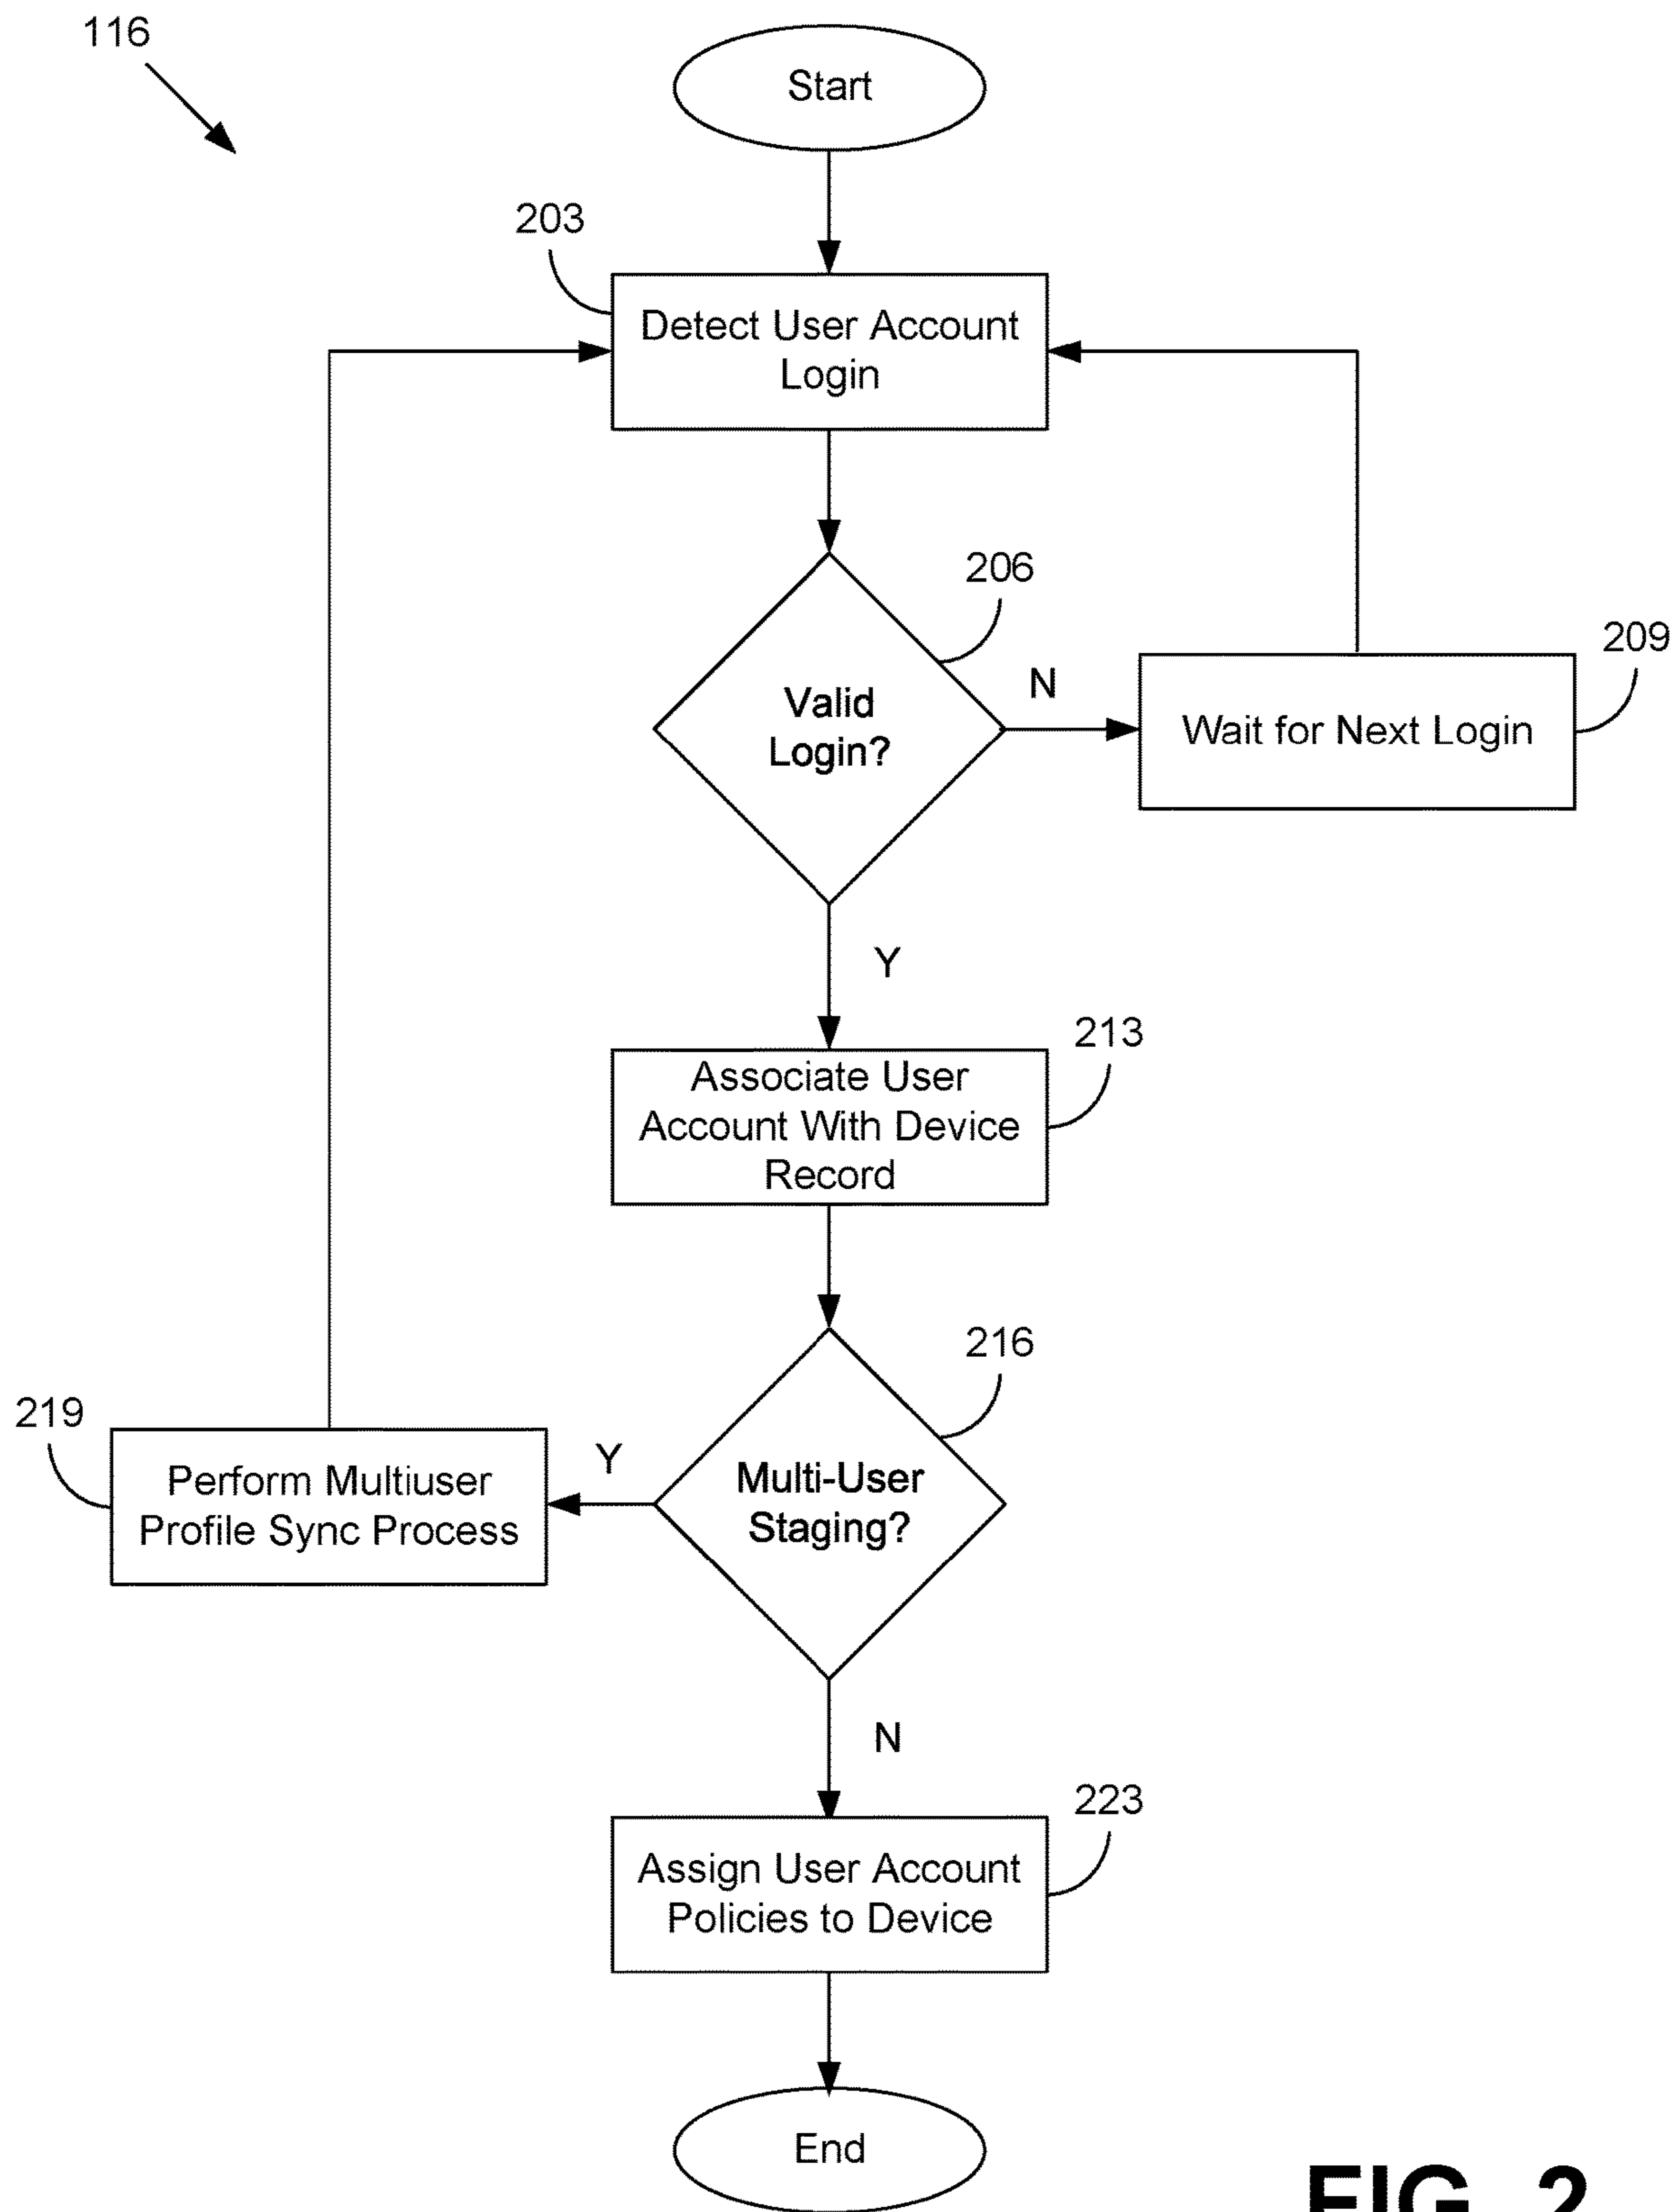 116
Start
203
Detect User Account
Login
206
Valid
Login?
N
209
Wait for Next Login
Y
213
Associate User
Account With Device
Record
216
Multi-User
Staging?
Y
219
Perform Multiuser
Profile Sync Process
N
223
Assign User Account
Policies to Device
End
FIG. 2